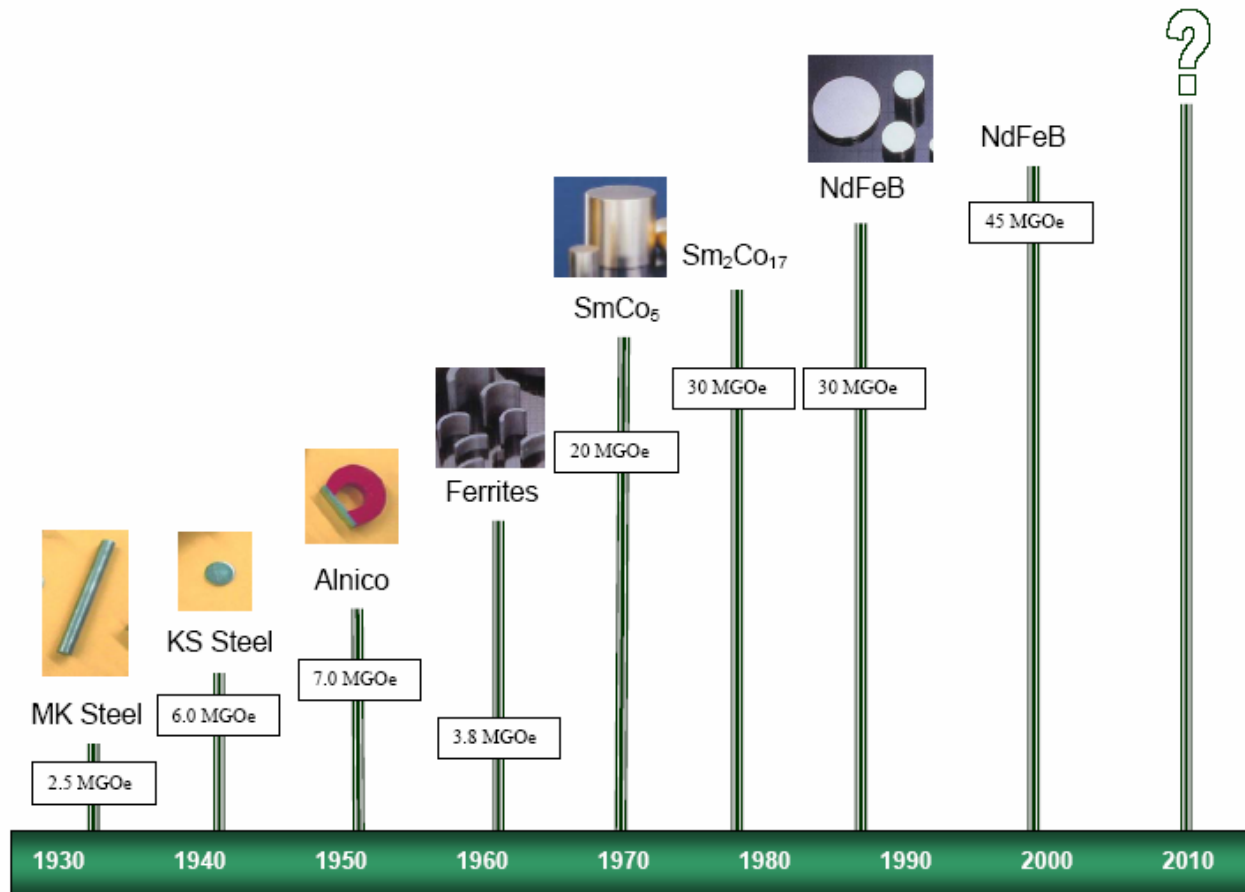 ?
NdFeB
45 MGOe
NdFeB
30 MGOe
Sm₂Co₁₇
30 MGOe
SmCo₅
20 MGOe
Ferrites
3.8 MGOe
Alnico
7.0 MGOe
KS Steel
6.0 MGOe
MK Steel
2.5 MGOe
1930 1940 1950 1960 1970 1980 1990 2000 2010